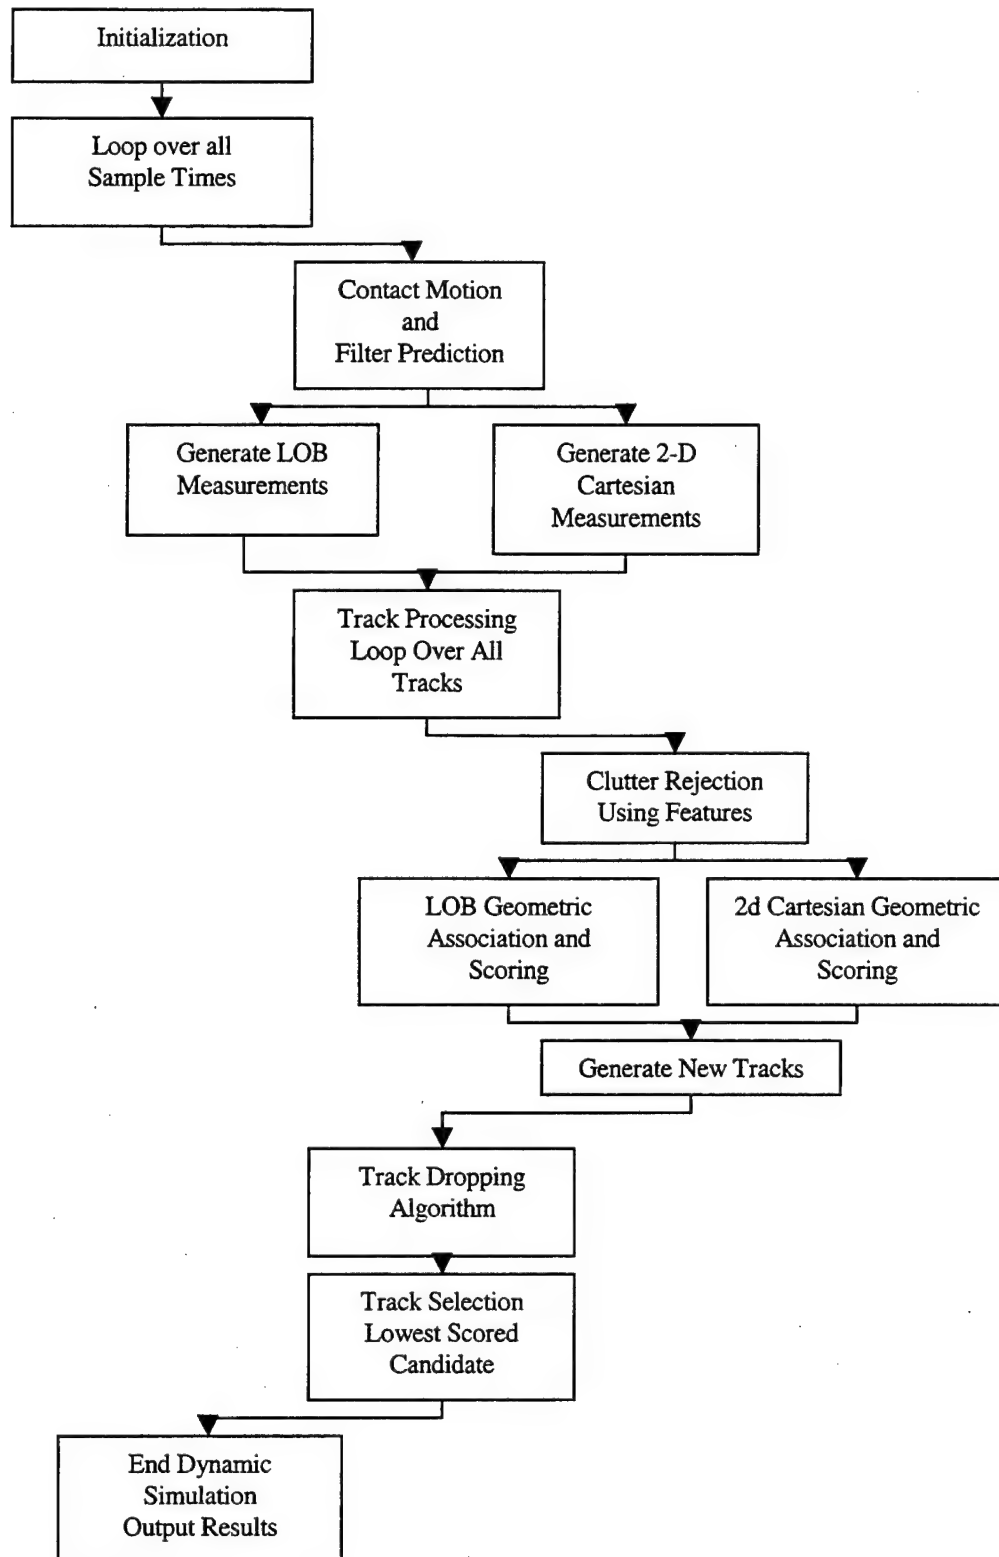 Initialization
Loop over all
Sample Times
Contact Motion
and
Filter Prediction
Generate LOB
Measurements
Generate 2-D
Cartesian
Measurements
Track Processing
Loop Over All
Tracks
Clutter Rejection
Using Features
LOB Geometric
Association and
Scoring
2d Cartesian Geometric
Association and
Scoring
Generate New Tracks
Track Dropping
Algorithm
Track Selection
Lowest Scored
Candidate
End Dynamic
Simulation
Output Results